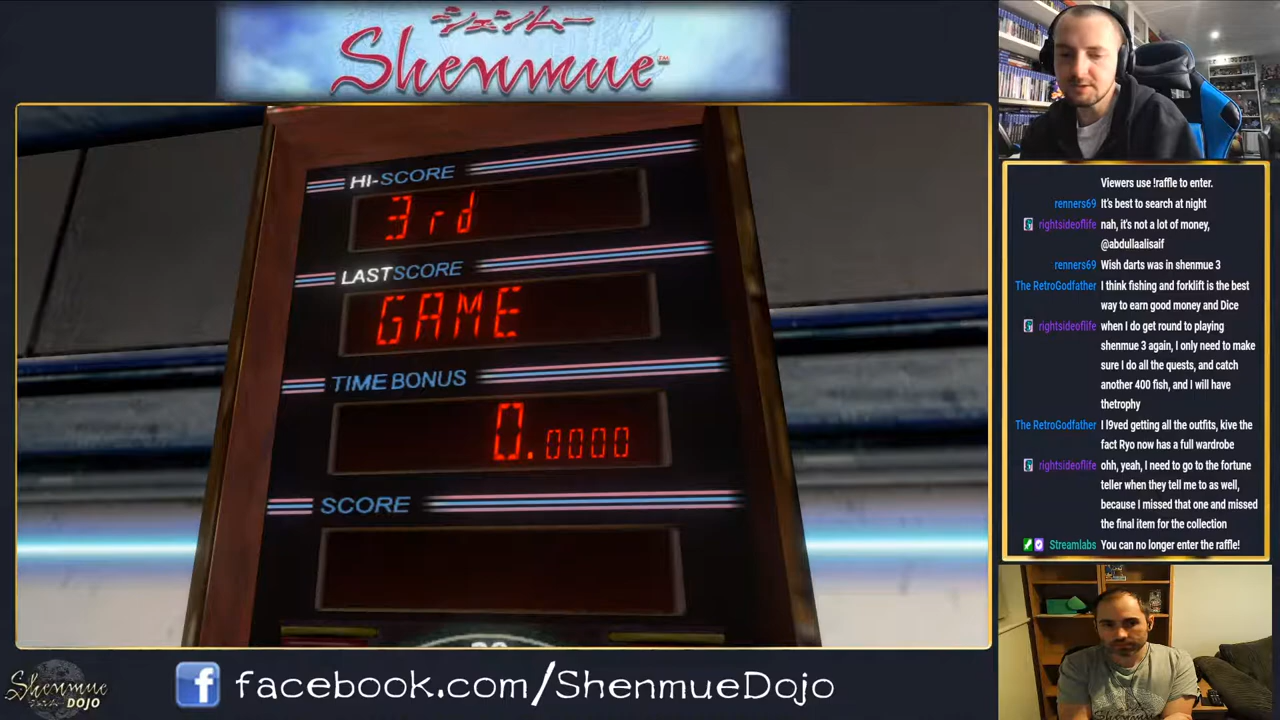 シェンムー
Shenmue™
HI-SCORE
3rd
LAST SCORE
GAME
TIME BONUS
0.0000
SCORE
20
Viewers use !raffle to enter.
renners69 It's best to search at night
rightsideoflife nah, it's not a lot of money,
@abdullaalisaif
renners69 Wish darts was in shenmue 3
The RetroGodfather I think fishing and forklift is the best
way to earn good money and Dice
rightsideoflife when I do get round to playing
shenmue 3 again, I only need to make
sure I do all the quests, and catch
another 400 fish, and I will have
thetrophy
The RetroGodfather I l9ved getting all the outfits, kive the
fact Ryo now has a full wardrobe
rightsideoflife ohh, yeah, I need to go to the fortune
teller when they tell me to as well,
because I missed that one and missed
the final item for the collection
Streamlabs You can no longer enter the raffle!
Shenmue
Shenmue
DOJO
f facebook.com/ShenmueDojo